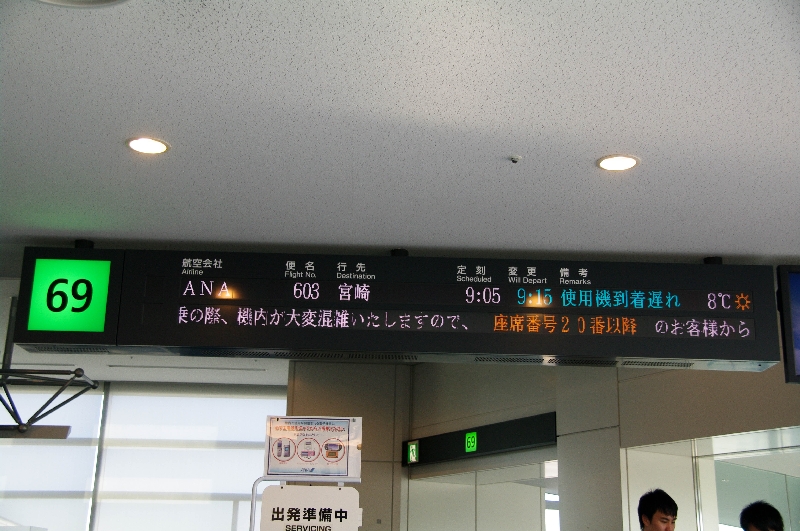 69
航空会社 便名 行先 定刻 変更 備考
Airline Flight No. Destination Scheduled Will Depart Remarks
ANA 603 宮崎 9:05 9:15 使用機到着遅れ 8℃
の際、機内が大変混雑いたしますので、 座席番号20番以降 のお客様から
69
出発準備中
SERVICING